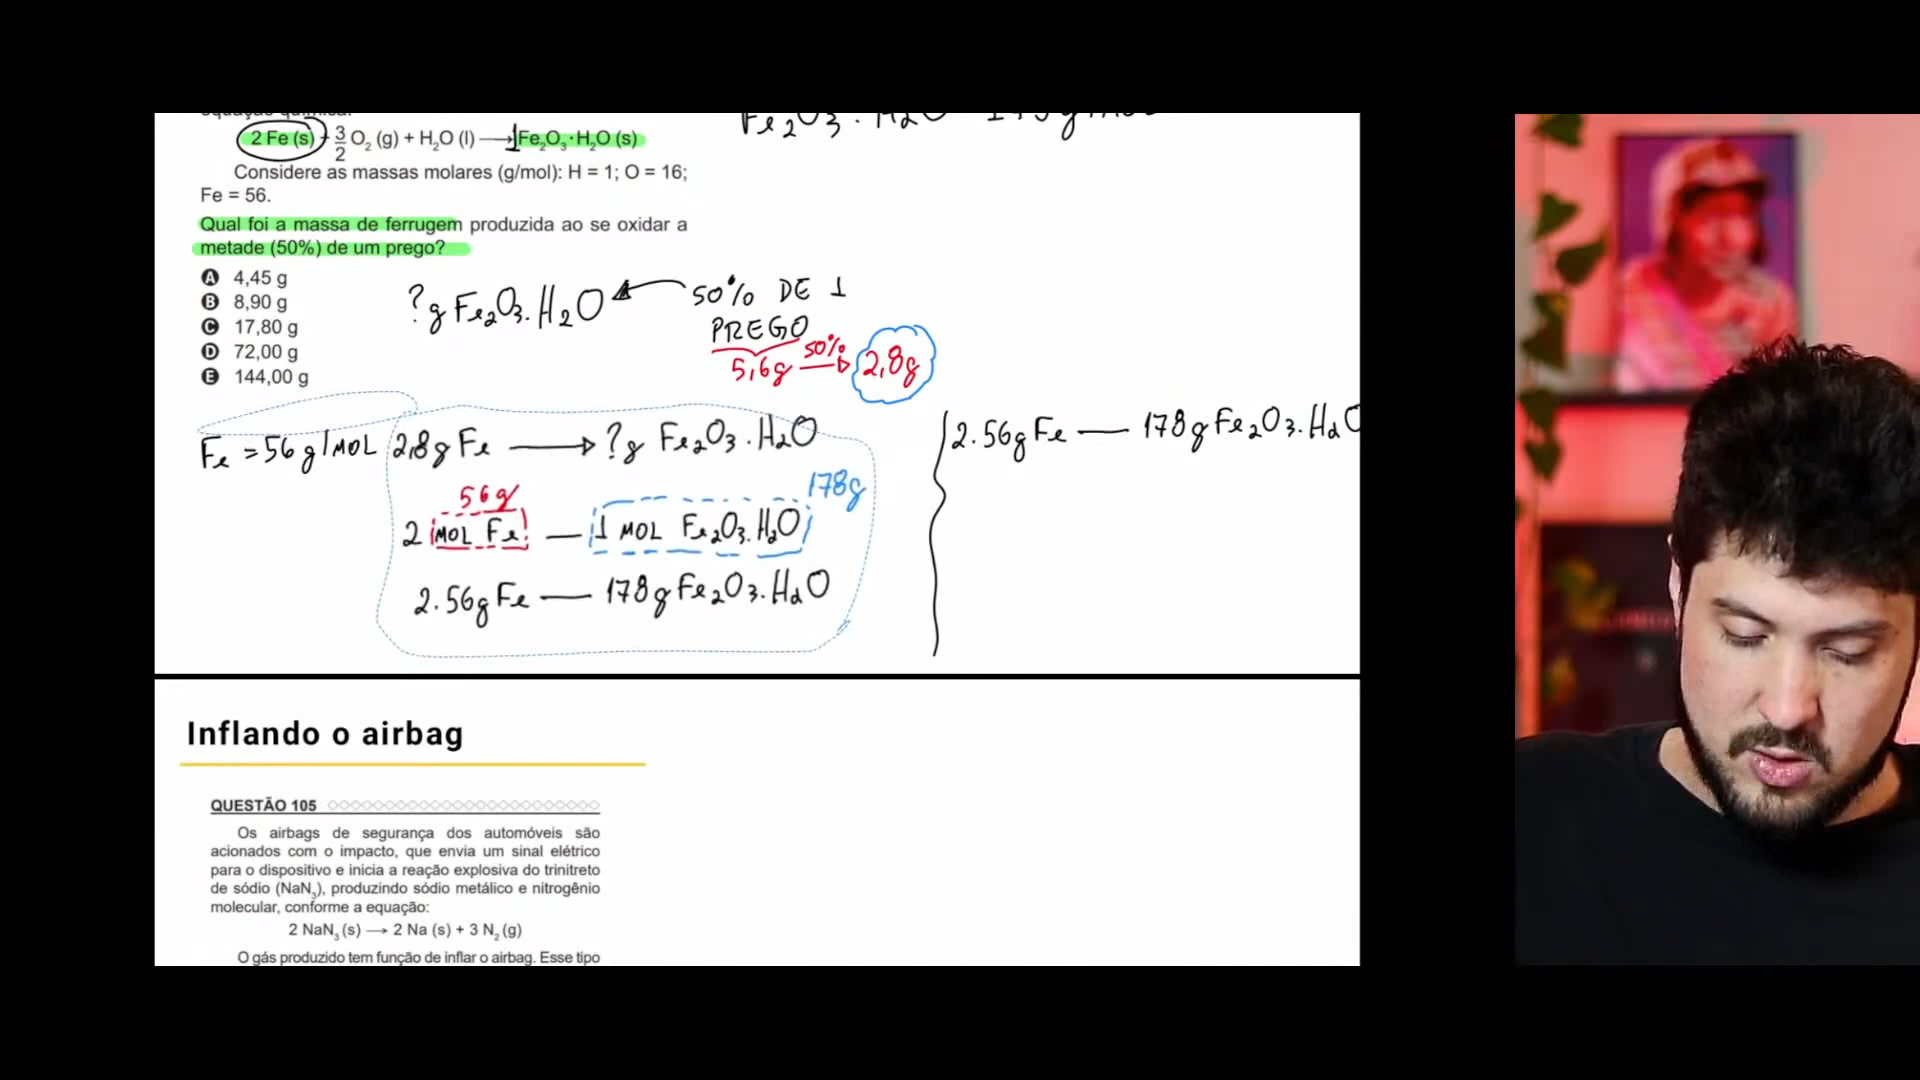 equação química:
Fe2O3 . H2O
2 Fe (s) + 3/2 O2 (g) + H2O (l) ⟶ 1 Fe2O3·H2O (s)
Considere as massas molares (g/mol): H = 1; O = 16;
Fe = 56.
Qual foi a massa de ferrugem produzida ao se oxidar a
metade (50%) de um prego?
A 4,45 g
B 8,90 g
C 17,80 g
D 72,00 g
E 144,00 g
?g Fe2O3.H2O
50% DE 1
PREGO
5,6g 50% 2,8g
Fe = 56 g/MOL
2,8g Fe ⟶ ?g Fe2O3.H2O
56g
178g
2 MOL Fe — 1 MOL Fe2O3.H2O
2.56g Fe — 178g Fe2O3.H2O
2.56g Fe — 178g Fe2O3.H2O
Inflando o airbag
QUESTÃO 105
Os airbags de segurança dos automóveis são
acionados com o impacto, que envia um sinal elétrico
para o dispositivo e inicia a reação explosiva do trinitreto
de sódio (NaN3), produzindo sódio metálico e nitrogênio
molecular, conforme a equação:
2 NaN3 (s) ⟶ 2 Na (s) + 3 N2 (g)
O gás produzido tem função de inflar o airbag. Esse tipo